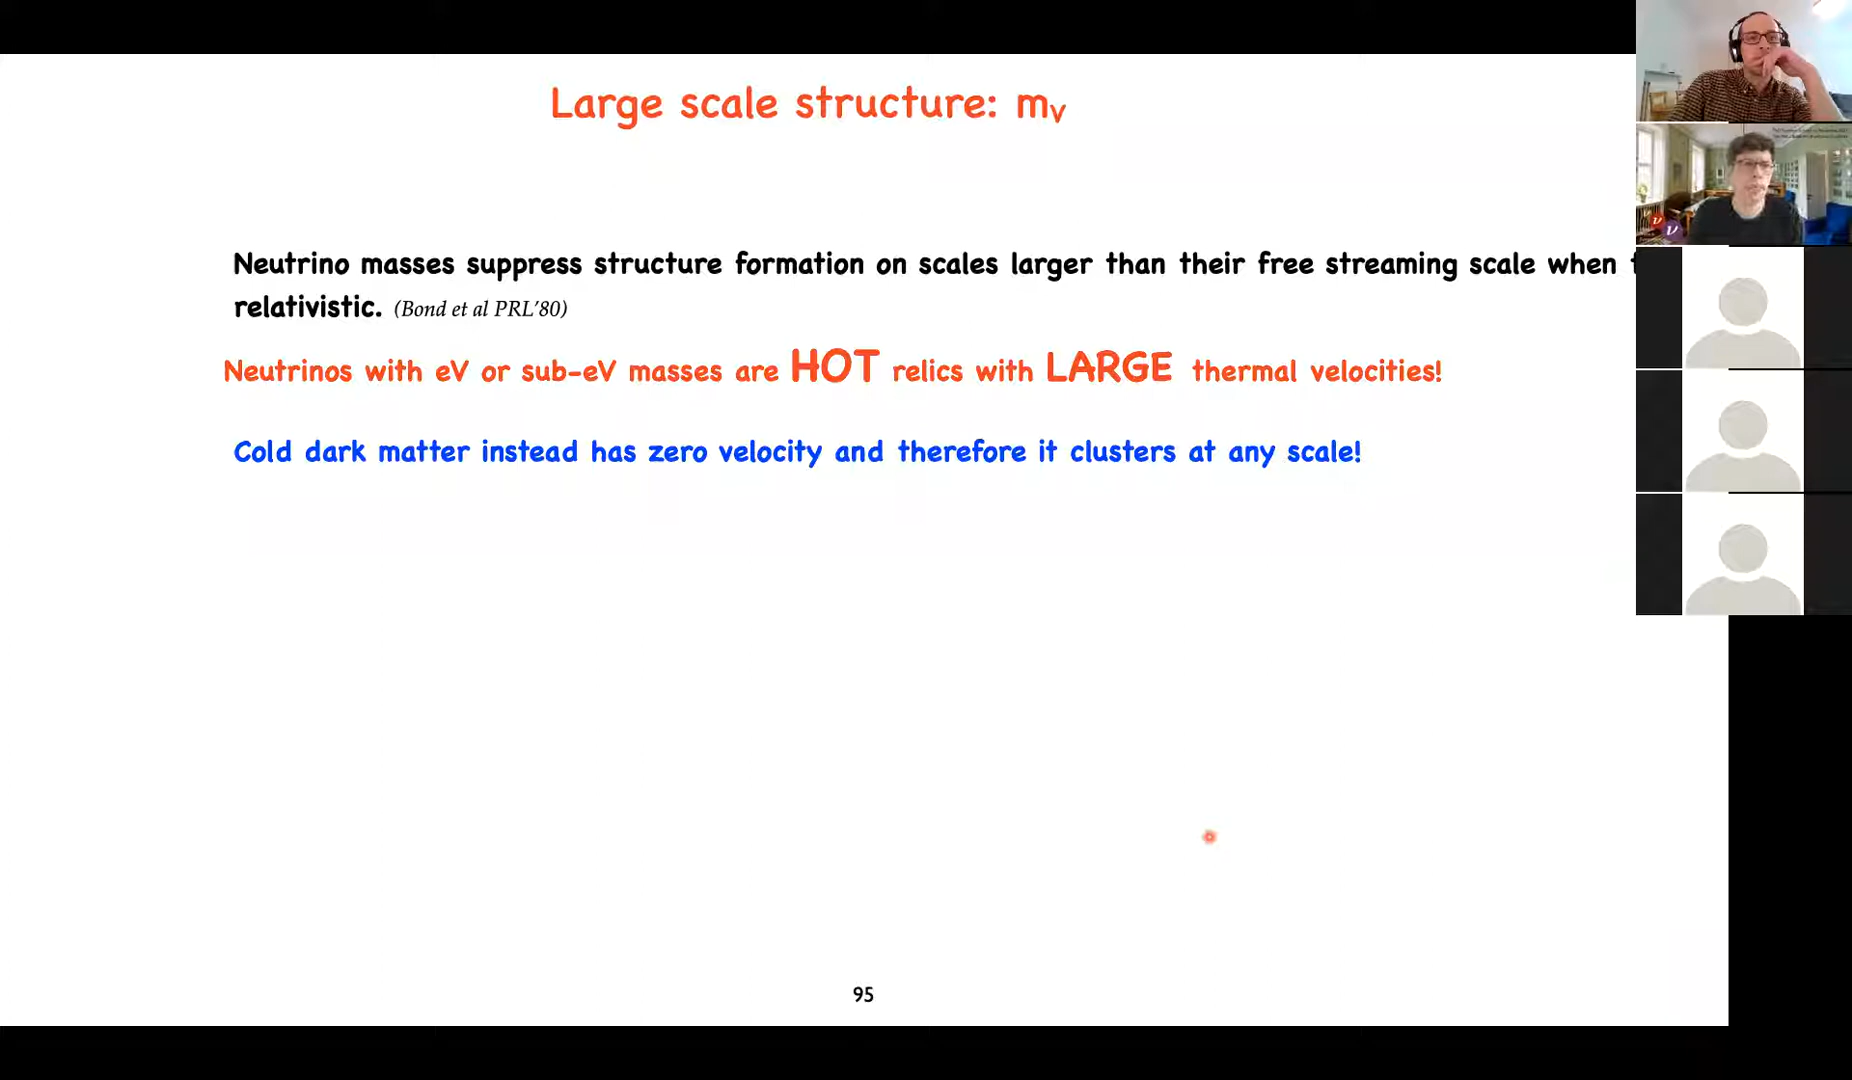 Large scale structure: mν
Neutrino masses suppress structure formation on scales larger than their free streaming scale when
relativistic. (Bond et al PRL'80)
Neutrinos with eV or sub-eV masses are HOT relics with LARGE thermal velocities!
Cold dark matter instead has zero velocity and therefore it clusters at any scale!
95
ν
ν